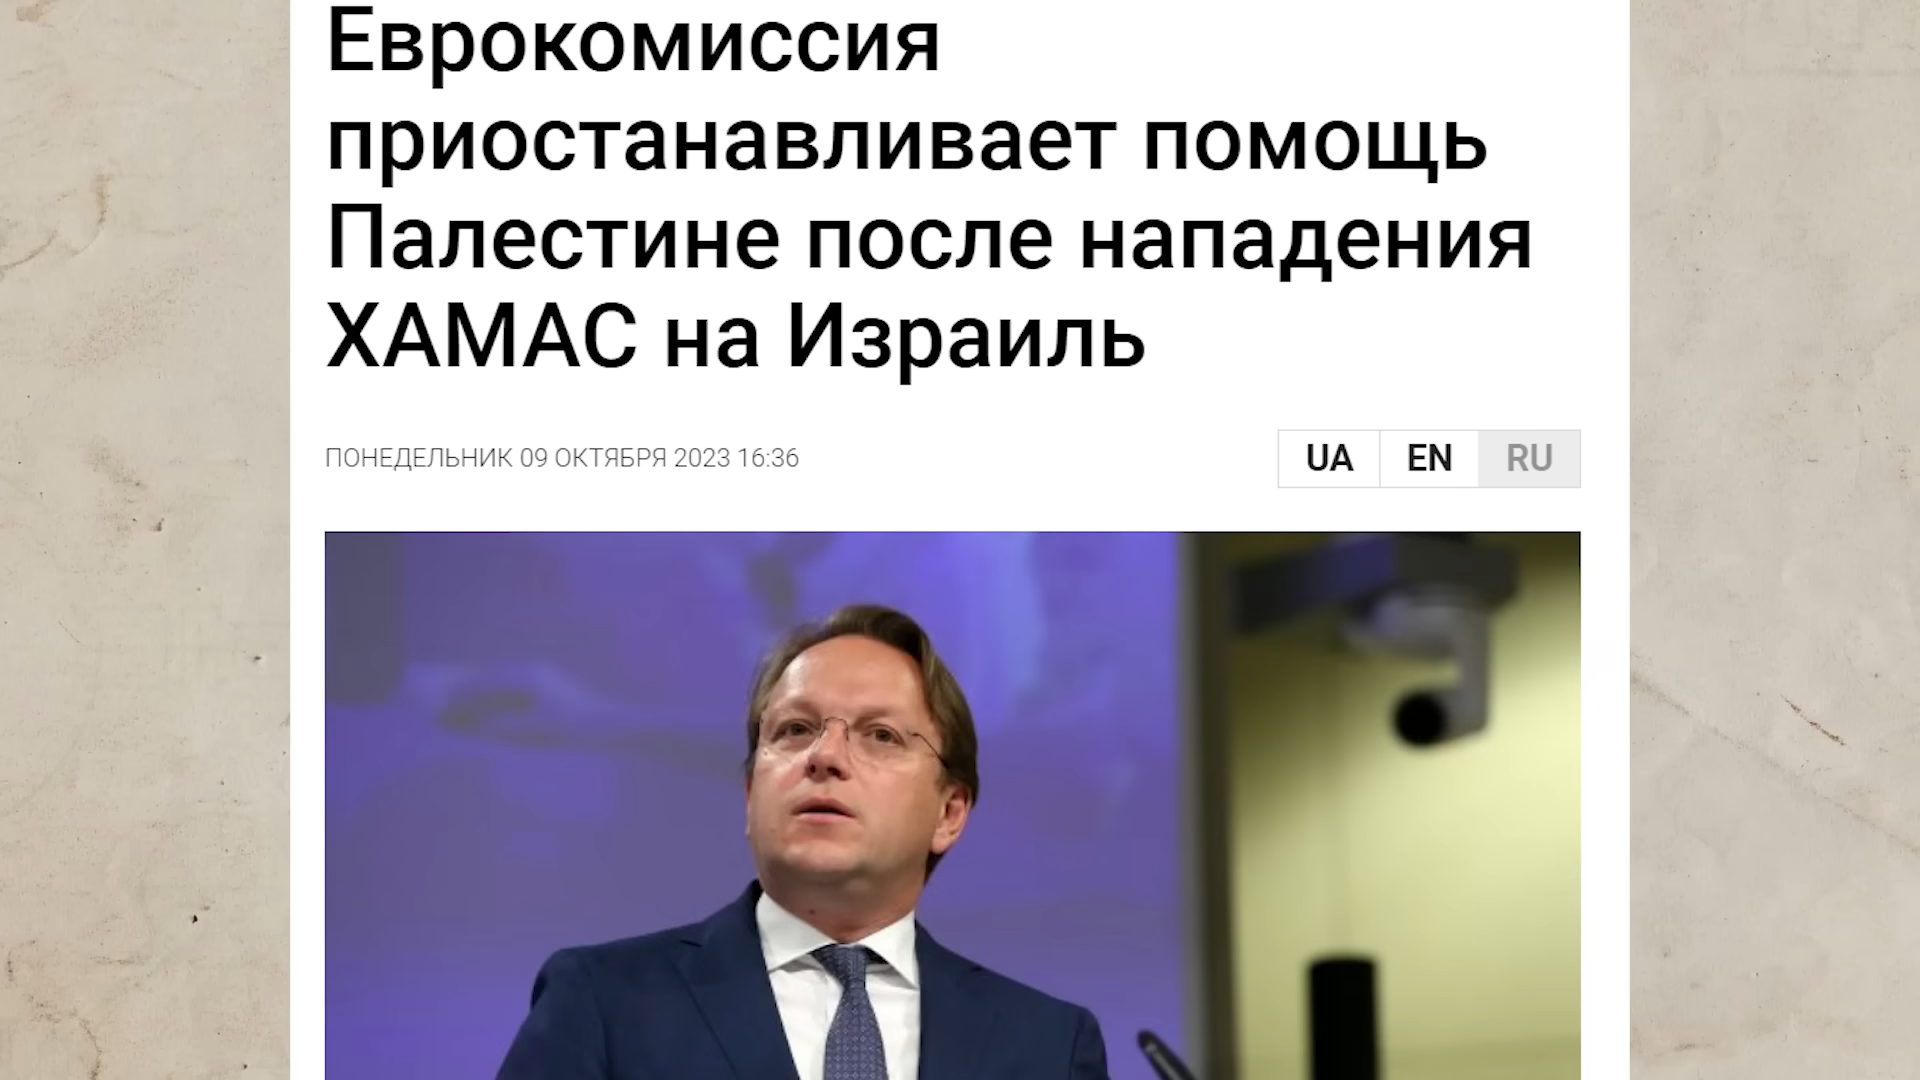 Еврокомиссия
приостанавливает помощь
Палестине после нападения
ХАМАС на Израиль
ПОНЕДЕЛЬНИК 09 ОКТЯБРЯ 2023 16:36
UA EN RU